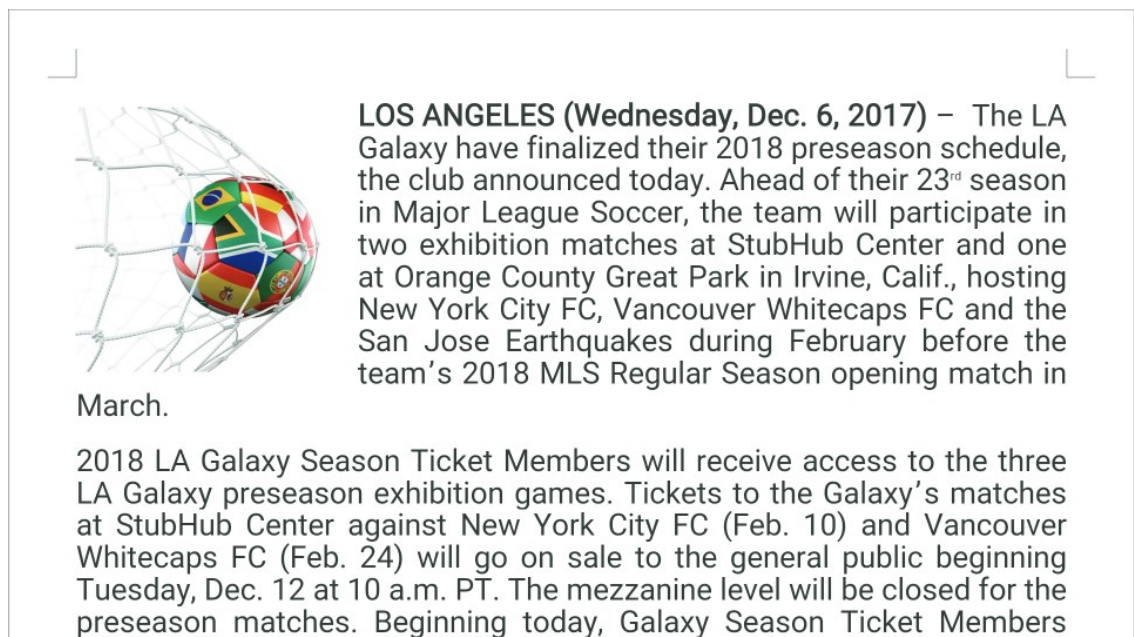 LOS ANGELES (Wednesday, Dec. 6, 2017) – The LA
Galaxy have finalized their 2018 preseason schedule,
the club announced today. Ahead of their 23rd season
in Major League Soccer, the team will participate in
two exhibition matches at StubHub Center and one
at Orange County Great Park in Irvine, Calif., hosting
New York City FC, Vancouver Whitecaps FC and the
San Jose Earthquakes during February before the
team’s 2018 MLS Regular Season opening match in
March.
2018 LA Galaxy Season Ticket Members will receive access to the three
LA Galaxy preseason exhibition games. Tickets to the Galaxy’s matches
at StubHub Center against New York City FC (Feb. 10) and Vancouver
Whitecaps FC (Feb. 24) will go on sale to the general public beginning
Tuesday, Dec. 12 at 10 a.m. PT. The mezzanine level will be closed for the
preseason matches. Beginning today, Galaxy Season Ticket Members